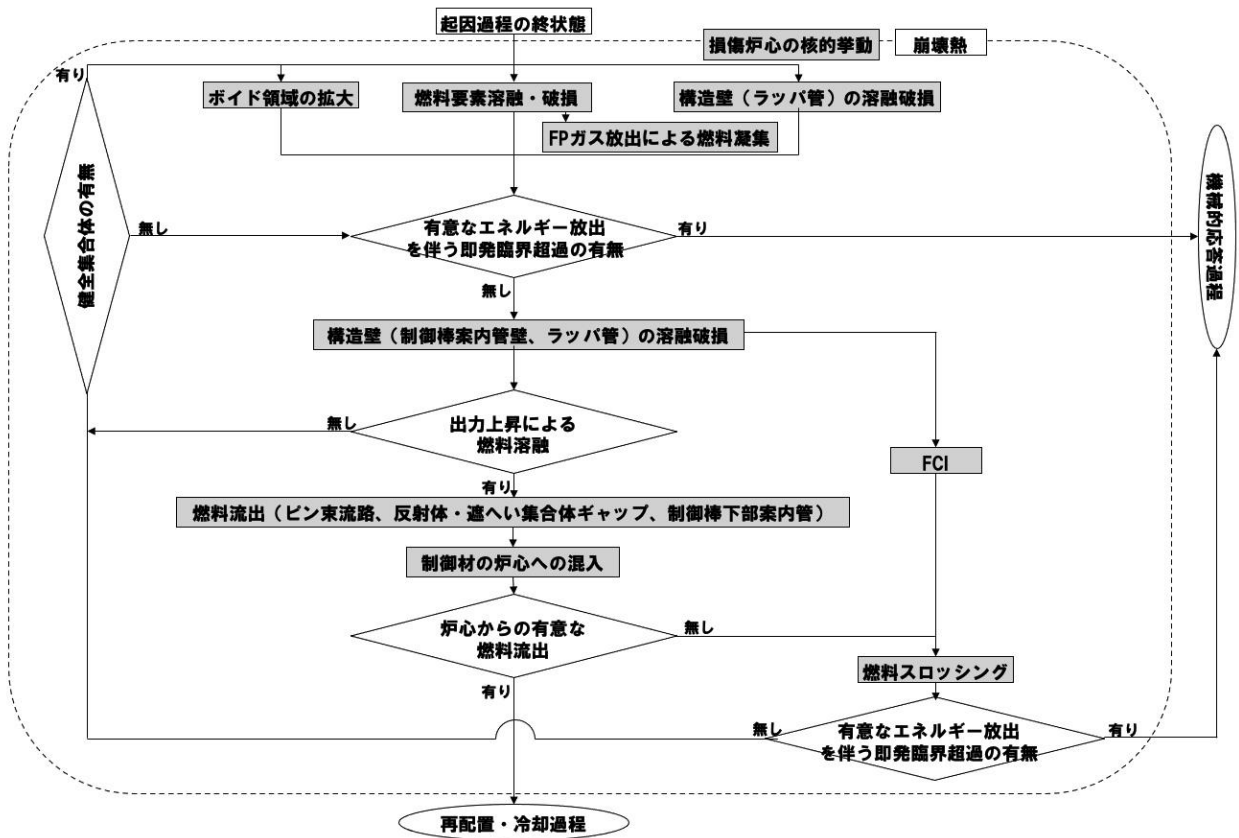 起因過程の終状態
損傷炉心の核的挙動
崩壊熱
有り
ボイド領域の拡大
燃料要素溶融・破損
構造壁（ラッパ管）の溶融破損
FPガス放出による燃料凝集
健全集合体の有無
機械的応答過程
無し
有意なエネルギー放出
を伴う即発臨界超過の有無
有り
無し
構造壁（制御棒案内管壁、ラッパ管）の溶融破損
無し
出力上昇による
燃料溶融
FCI
有り
燃料流出（ピン束流路、反射体・遮へい集合体ギャップ、制御棒下部案内管）
制御材の炉心への混入
炉心からの有意な
燃料流出
無し
燃料スロッシング
有り
無し
有意なエネルギー放出
を伴う即発臨界超過の有無
有り
再配置・冷却過程